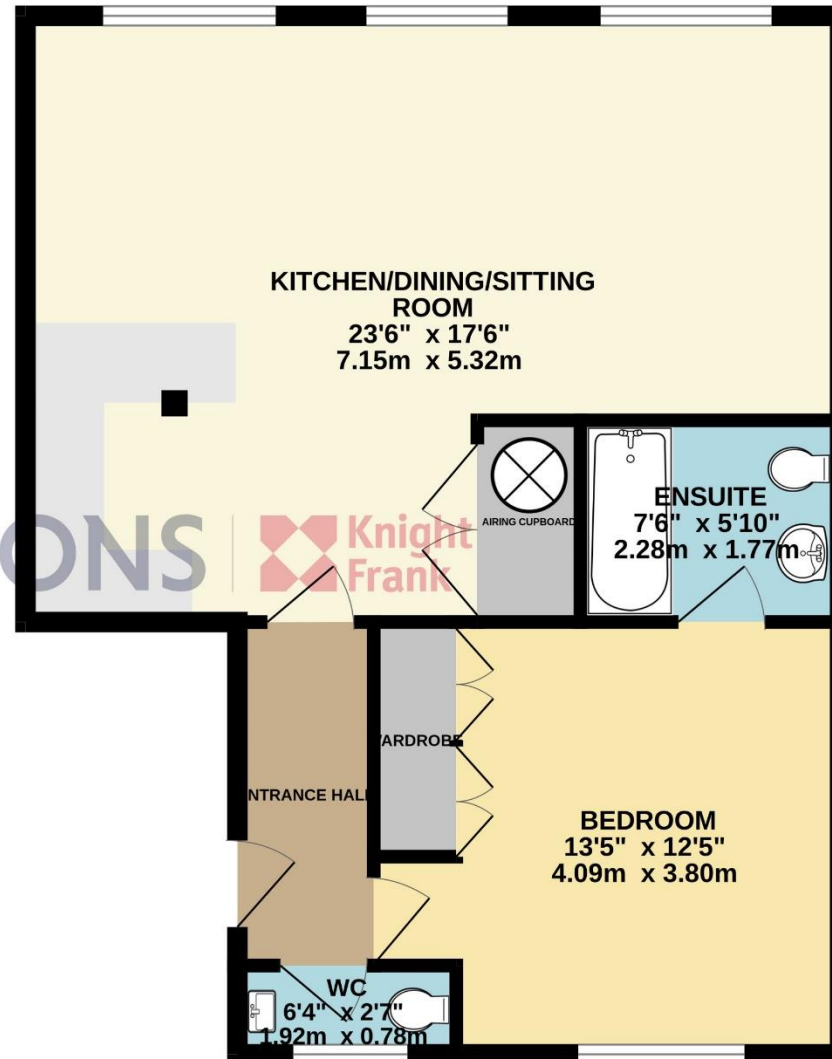 KITCHEN/DINING/SITTING
ROOM
23'6" x 17'6"
7.15m x 5.32m
AIRING CUPBOARD
ENSUITE
7'6" x 5'10"
2.28m x 1.77m
ONS
Knight
Frank
ARDROBE
NTRANCE HALL
BEDROOM
13'5" x 12'5"
4.09m x 3.80m
WC
6'4" x 2'7"
1.92m x 0.78m